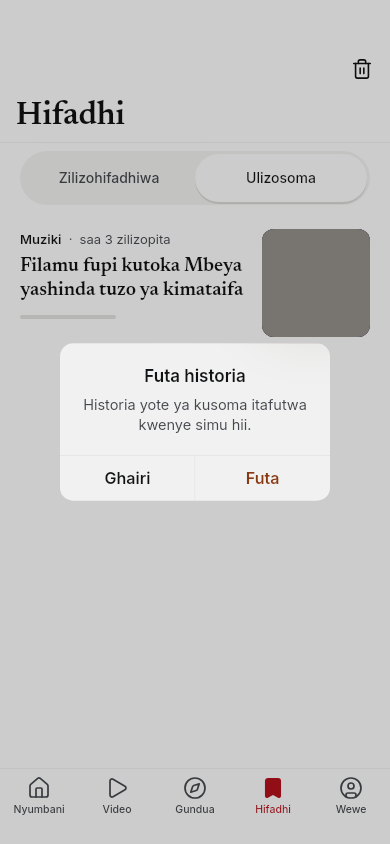 Hifadhi
Zilizohifadhiwa
Ulizosoma
Muziki · saa 3 zilizopita
Filamu fupi kutoka Mbeya
yashinda tuzo ya kimataifa
Futa historia
Historia yote ya kusoma itafutwa
kwenye simu hii.
Ghairi
Futa
Nyumbani
Video
Gundua
Hifadhi
Wewe